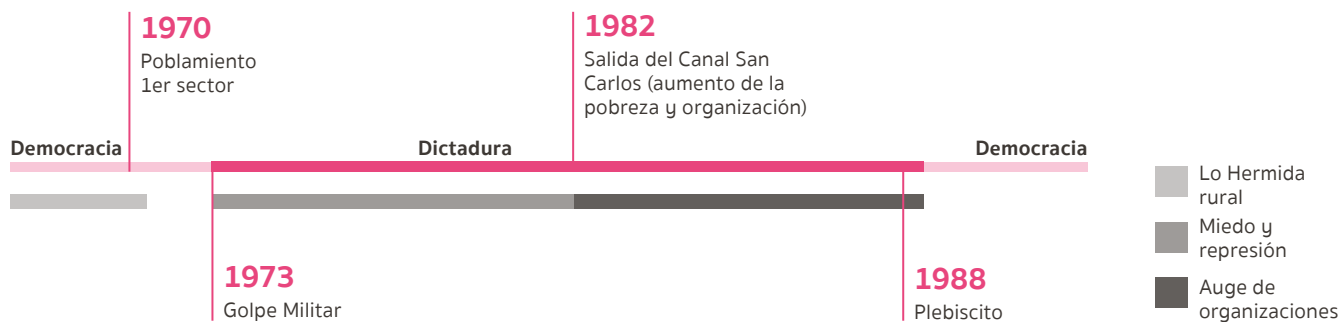 1970
Poblamiento
1er sector
1982
Salida del Canal San
Carlos (aumento de la
pobreza y organización)
Democracia
Dictadura
Democracia
1973
Golpe Militar
1988
Plebiscito
Lo Hermida
rural
Miedo y
represión
Auge de
organizaciones